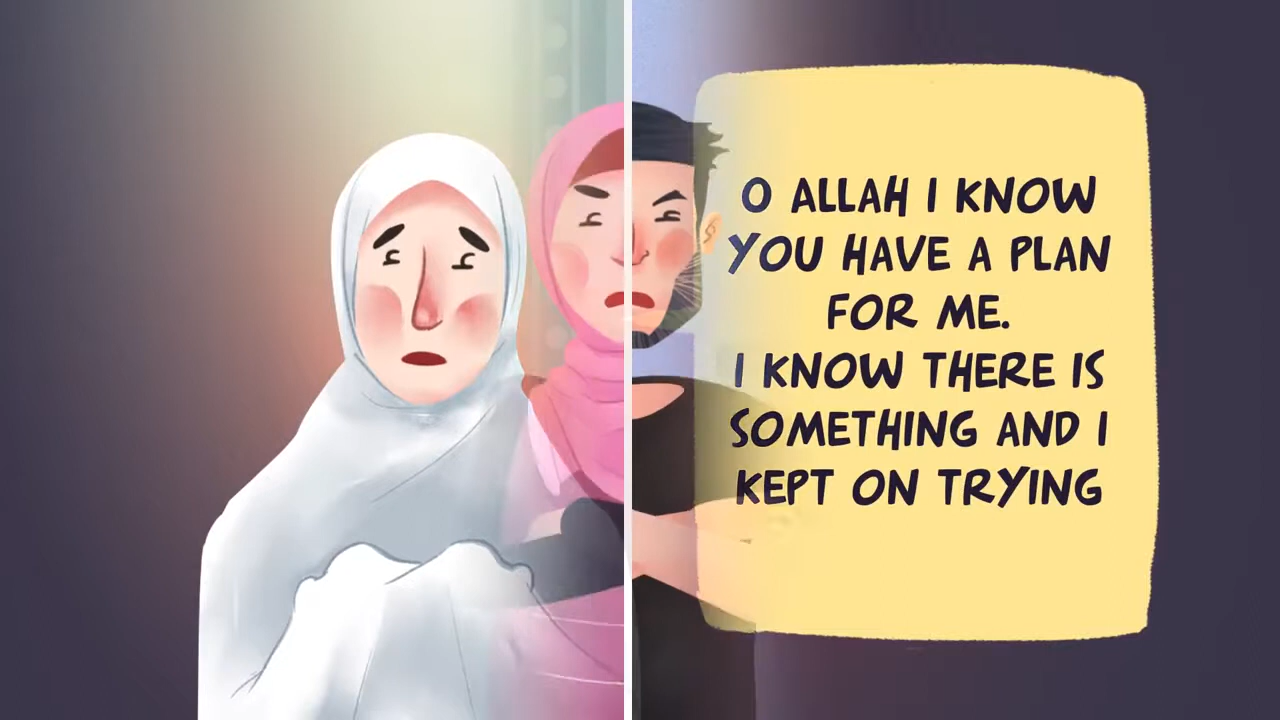 O ALLAH I KNOW
YOU HAVE A PLAN
FOR ME.
I KNOW THERE IS
SOMETHING AND I
KEPT ON TRYING